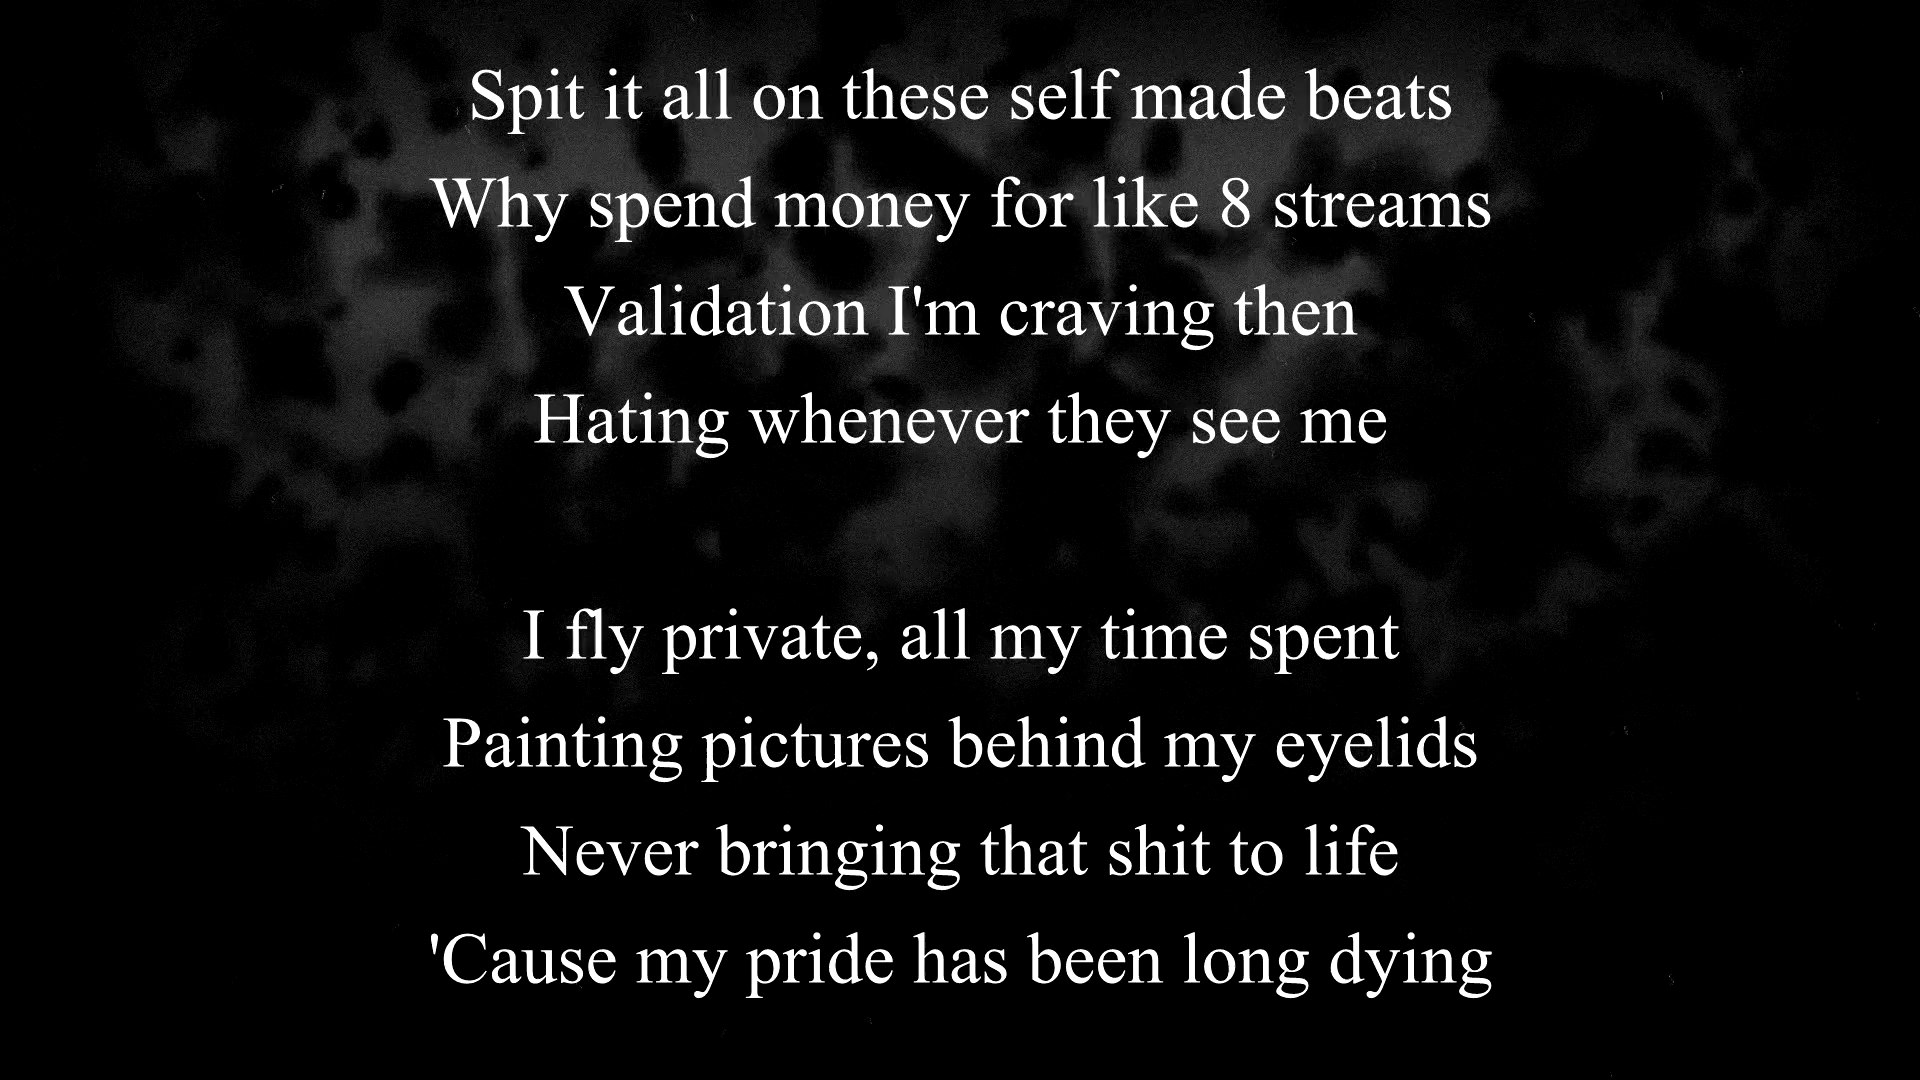 Spit it all on these self made beats
Why spend money for like 8 streams
Validation I'm craving then
Hating whenever they see me
I fly private, all my time spent
Painting pictures behind my eyelids
Never bringing that shit to life
'Cause my pride has been long dying